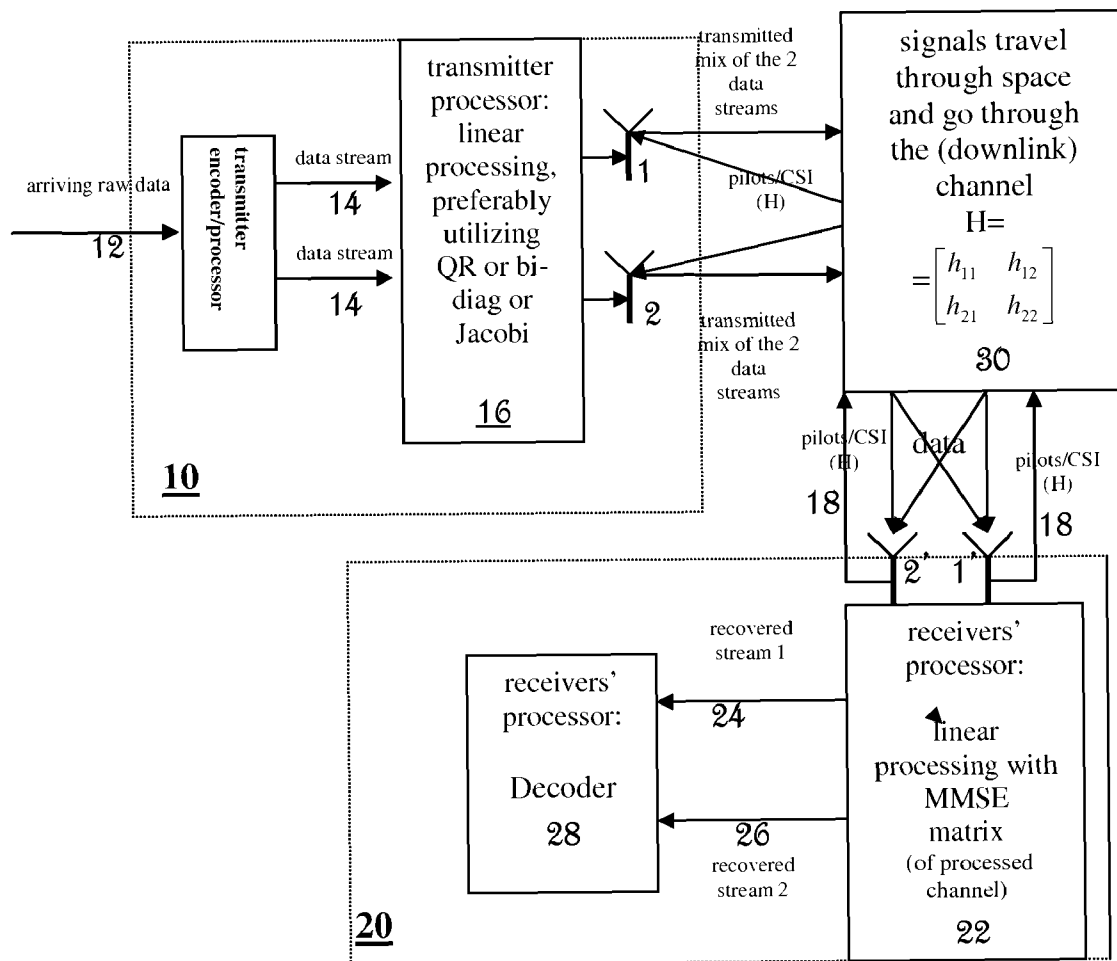 arriving raw data
12
transmitter
encoder/processor
data stream
14
data stream
14
transmitter
processor:
linear
processing,
preferably
utilizing
QR or bi-
diag or
Jacobi
16
10
1
2
transmitted
mix of the 2
data
streams
pilots/CSI
(H)
transmitted
mix of the 2
data
streams
signals travel
through space
and go through
the (downlink)
channel
H=
=[h11 h12
h21 h22]
30
pilots/CSI
(H)
18
data
pilots/CSI
(H)
18
2'
1'
receivers'
processor:
linear
processing with
MMSE
matrix
(of processed
channel)
22
recovered
stream 1
24
26
recovered
stream 2
receivers'
processor:
Decoder
28
20